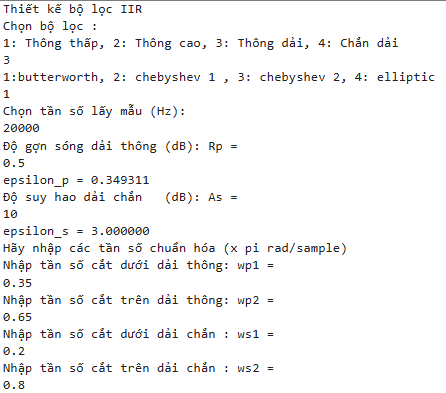 Thiết kế bộ lọc IIR
Chọn bộ lọc :
1: Thông thấp, 2: Thông cao, 3: Thông dải, 4: Chắn dải
3
1:butterworth, 2: chebyshev 1 , 3: chebyshev 2, 4: elliptic
1
Chọn tần số lấy mẫu (Hz):
20000
Độ gợn sóng dải thông (dB): Rp =
0.5
epsilon_p = 0.349311
Độ suy hao dải chắn   (dB): As =
10
epsilon_s = 3.000000
Hãy nhập các tần số chuẩn hóa (x pi rad/sample)
Nhập tần số cắt dưới dải thông: wp1 =
0.35
Nhập tần số cắt trên dải thông: wp2 =
0.65
Nhập tần số cắt dưới dải chắn : ws1 =
0.2
Nhập tần số cắt trên dải chắn : ws2 =
0.8